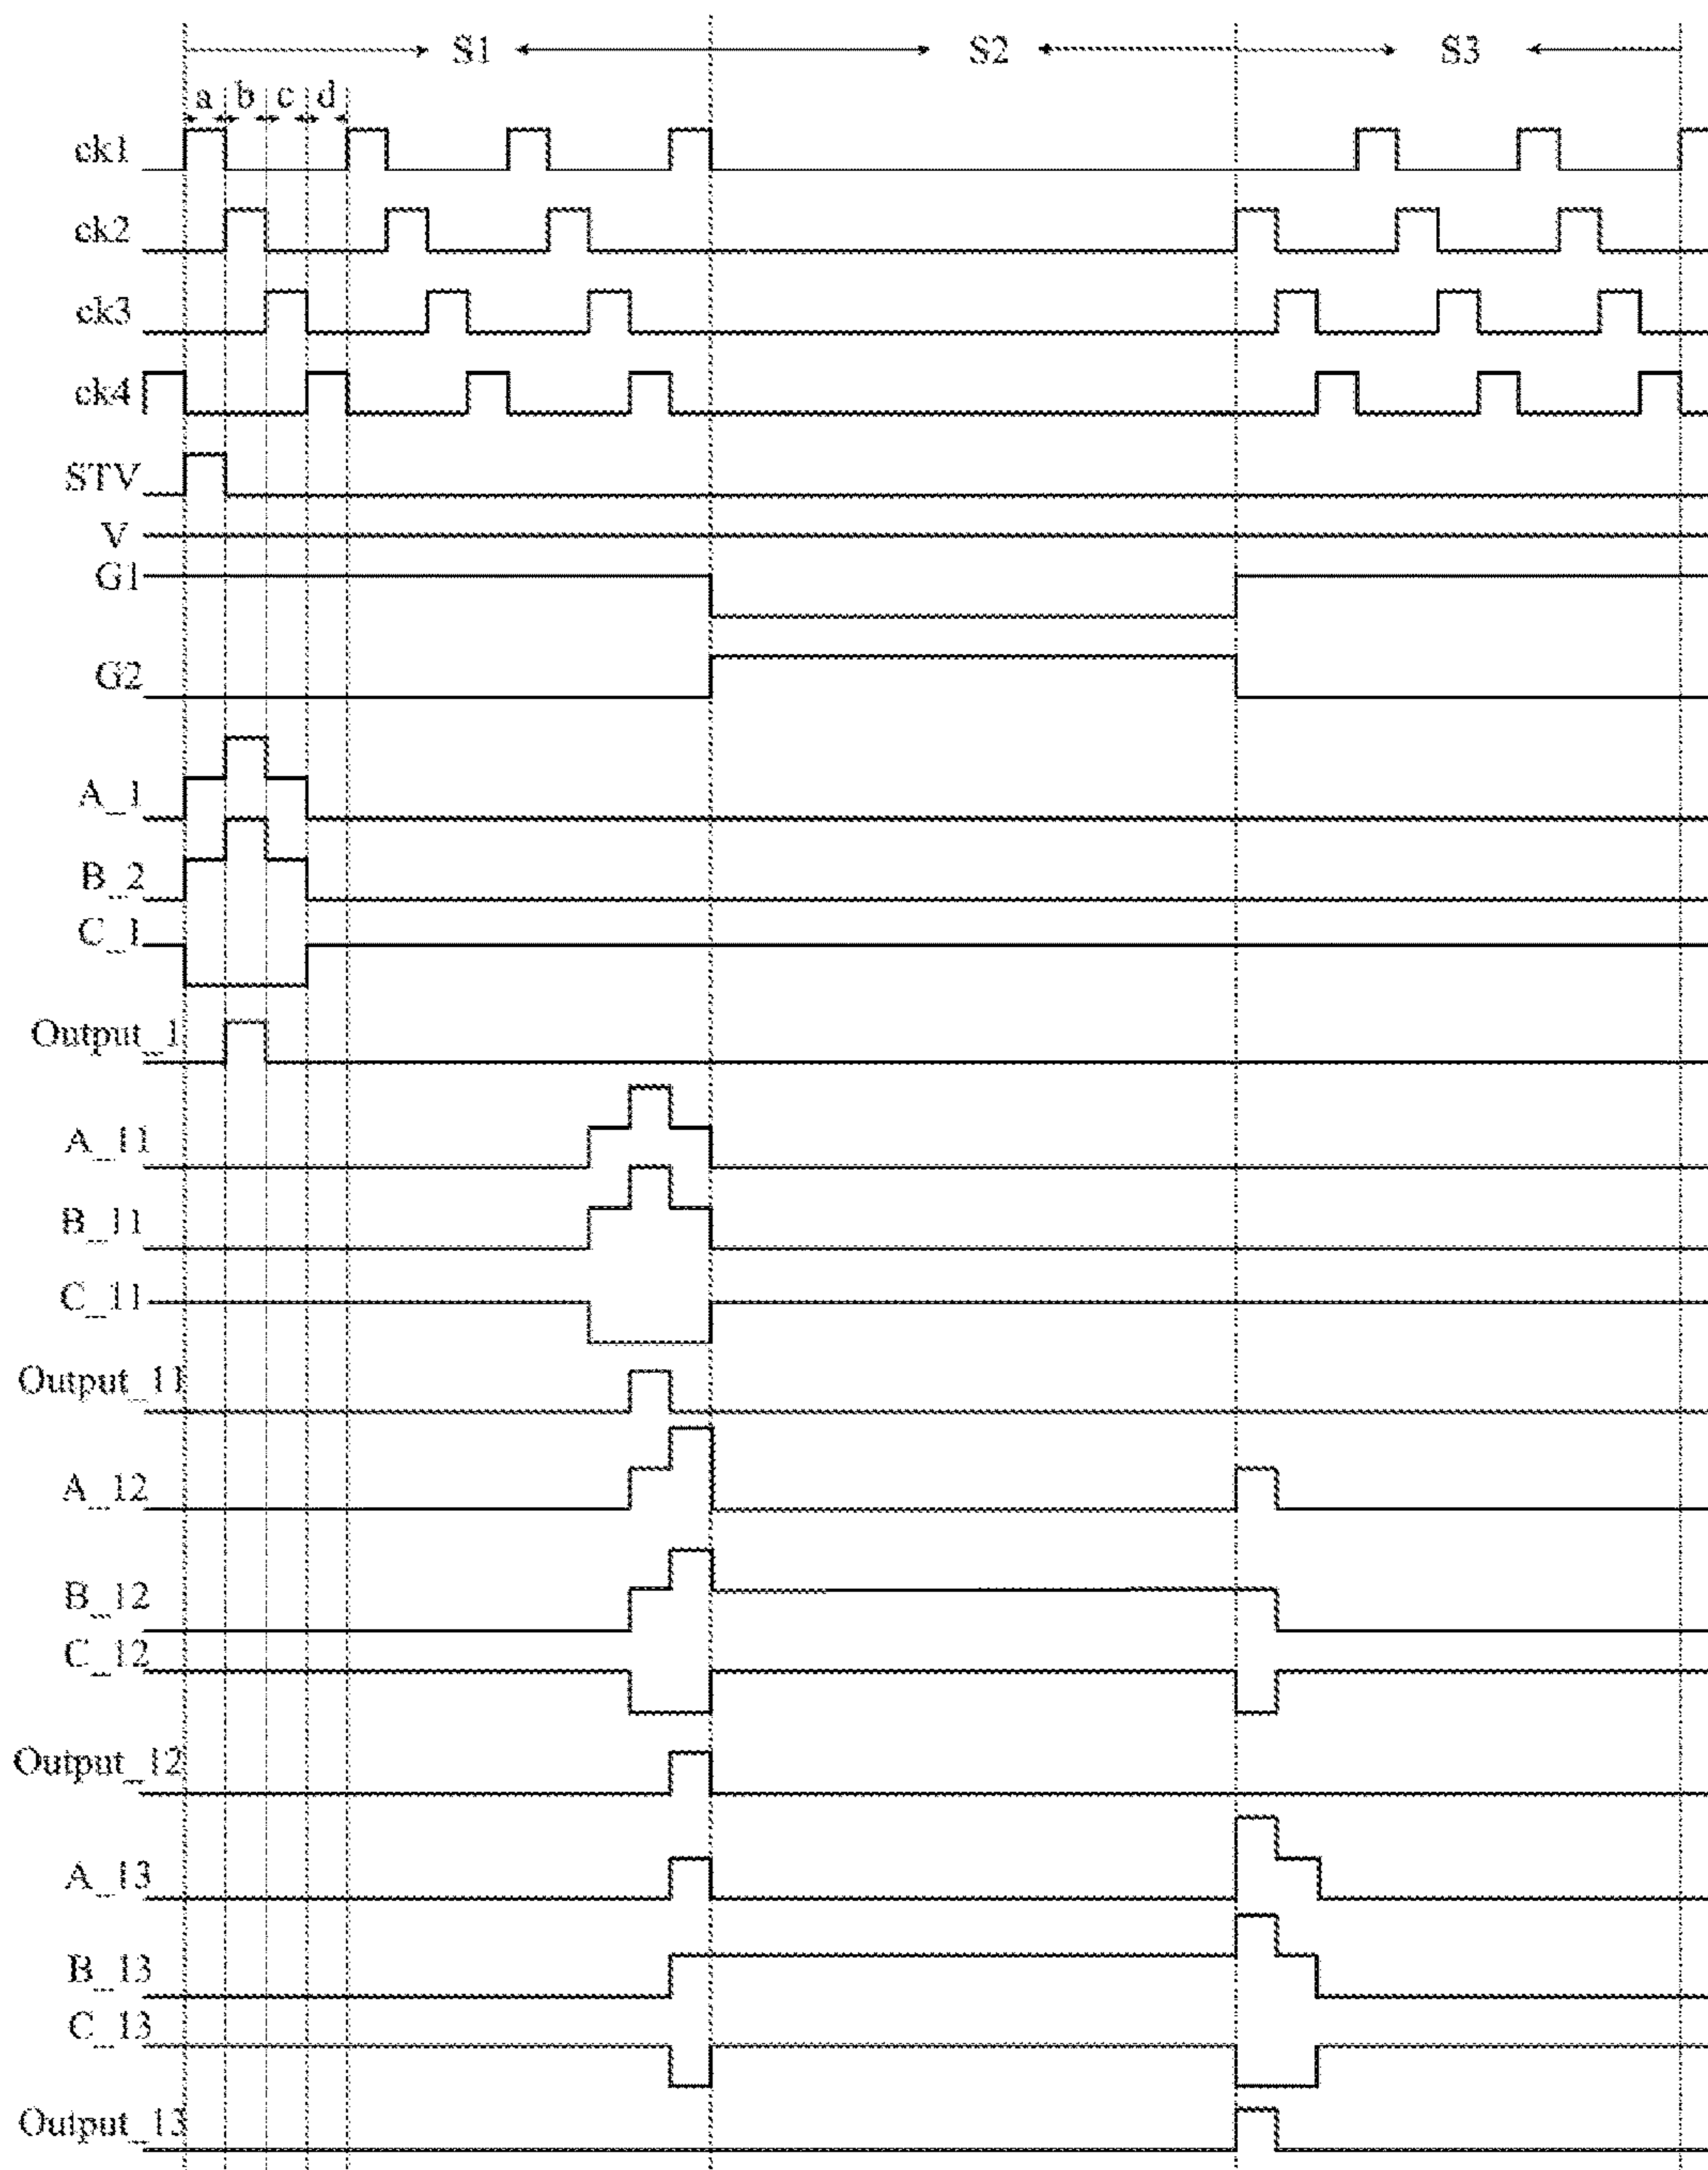 S1 S2 S3
a b c d
ck1
ck2
ck3
ck4
STV
V
G1
G2
A_1
B_2
C_1
Output_1
A_11
B_11
C_11
Output_11
A_12
B_12
C_12
Output_12
A_13
B_13
C_13
Output_13